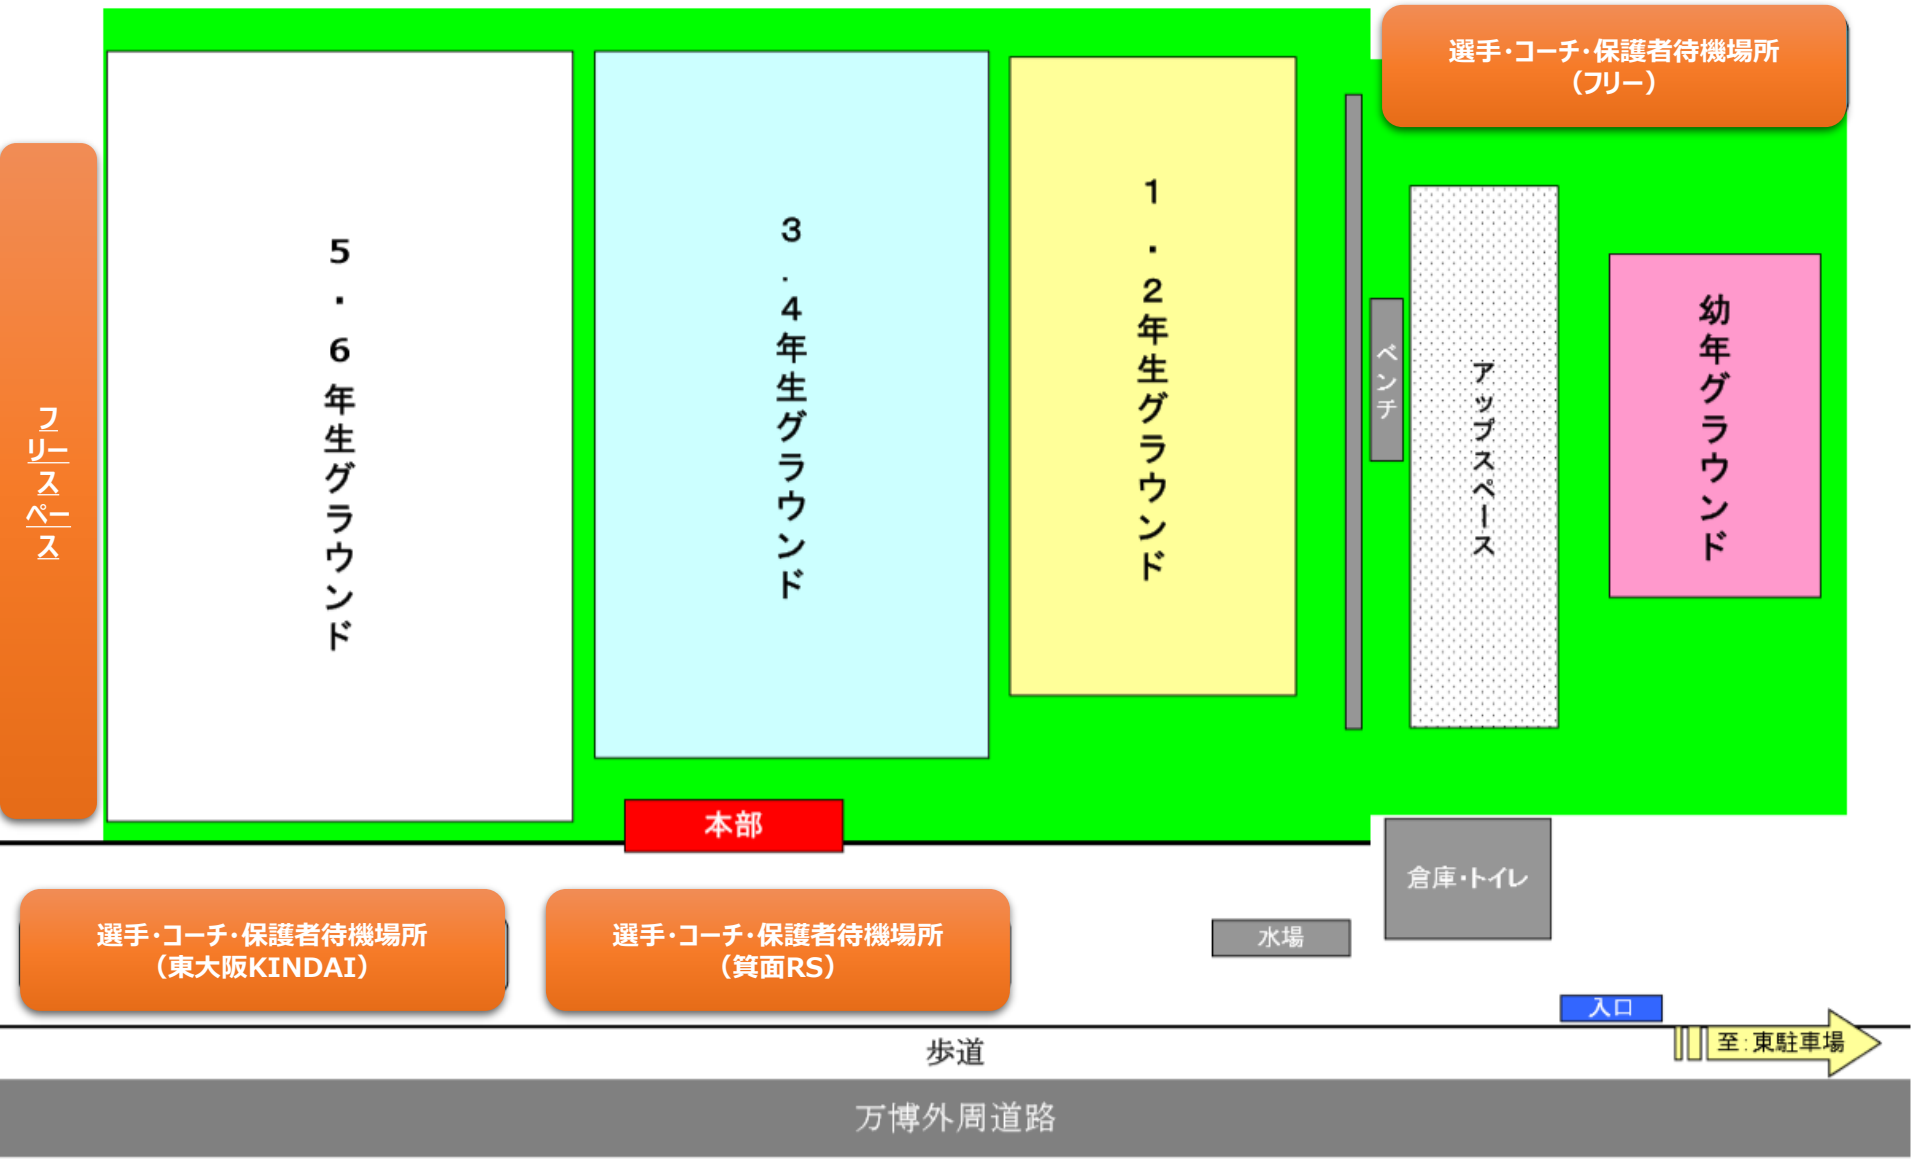 選手・コーチ・保護者待機場所
（フリー）
フリースペース
5・6年生グラウンド
3.4年生グラウンド
1.2年生グラウンド
ベンチ
アップスペース
幼年グラウンド
本部
倉庫・トイレ
水場
選手・コーチ・保護者待機場所
（東大阪KINDAI）
選手・コーチ・保護者待機場所
（箕面RS）
入口
歩道
至:東駐車場
万博外周道路